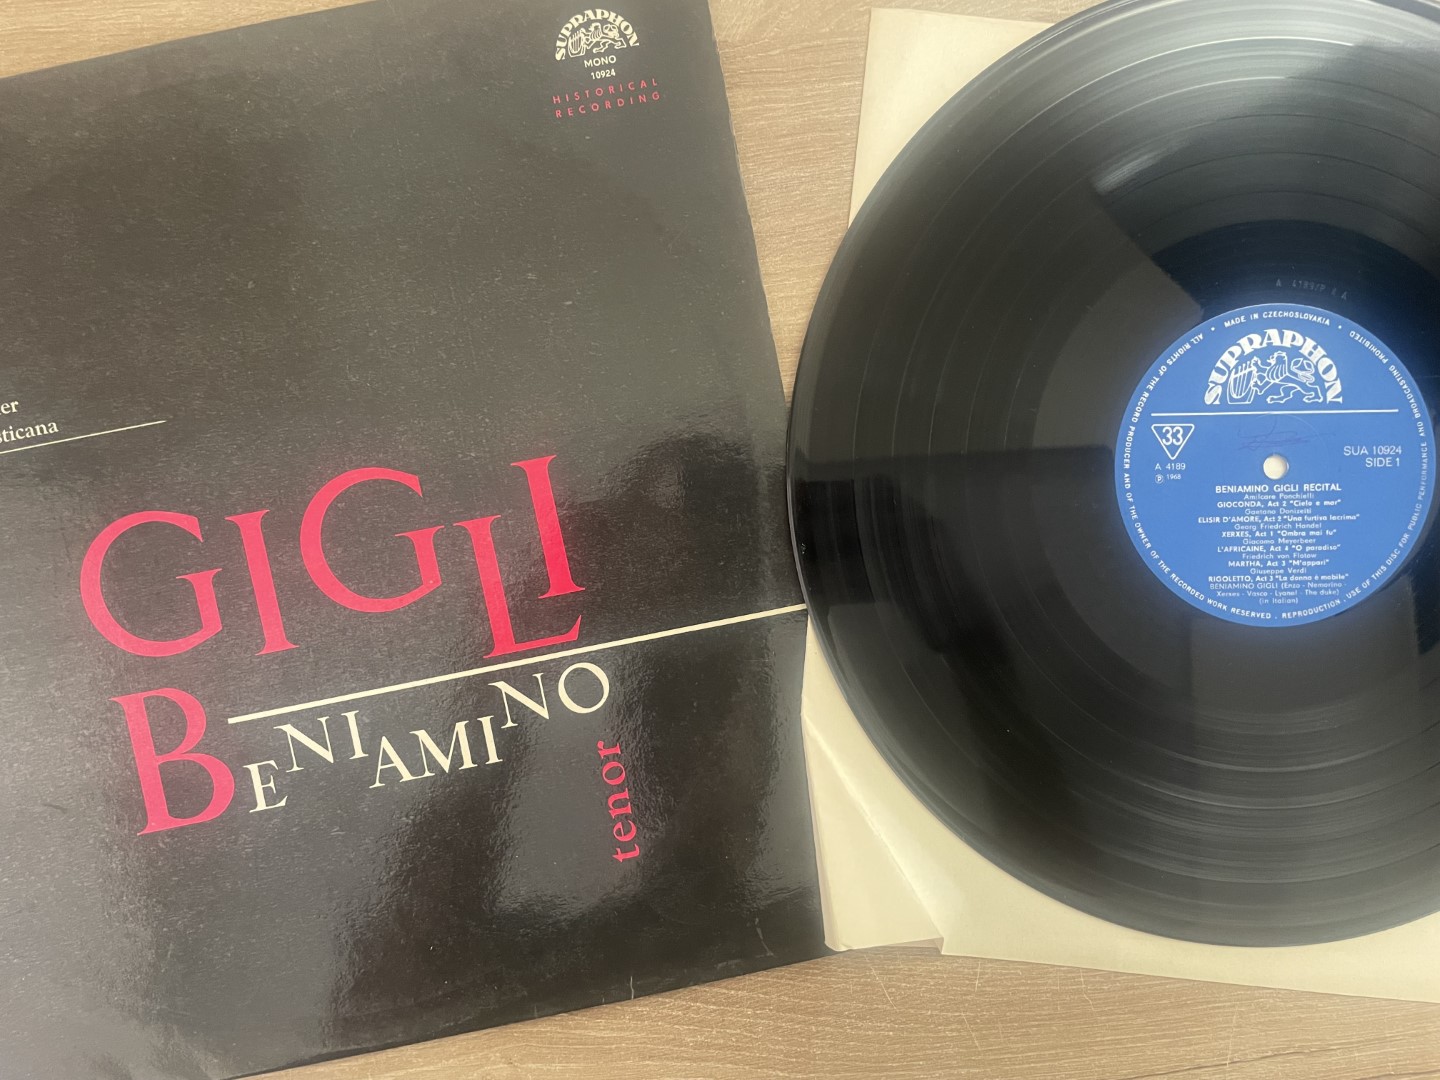 SUPRAPHON
MONO
10924
HISTORICAL
RECORDING
er
sticana
GIGLI
BENIAMINO
tenor
A 4189/P
MADE IN CZECHOSLOVAKIA
ALL RIGHTS OF THE RECORD PRODUCER AND OF THE OWNER OF THE RECORDED WORK RESERVED . REPRODUCTION . USE OF THIS DISC FOR PUBLIC PERFORMANCE AND BROADCASTING PROHIBITED
SUPRAPHON
33
A 4189
℗ 1968
SUA 10924
SIDE 1
BENIAMINO GIGLI RECITAL
Amilcare Ponchielli
GIOCONDA, Act 2 "Cielo e mar"
Gaetano Donizetti
ELISIR D'AMORE, Act 2 "Una furtiva lacrima"
Georg Friedrich Handel
XERXES, Act 1 "Ombra mai fu"
Giacomo Meyerbeer
L'AFRICAINE, Act 4 "O paradiso"
Friedrich von Flotow
MARTHA, Act 3 "M'appari"
Giuseppe Verdi
RIGOLETTO, Act 3 "La donna è mobile"
BENIAMINO GIGLI (Enzo - Nemorino -
Xerxes - Vasco - Lyonel - The duke)
(in Italian)